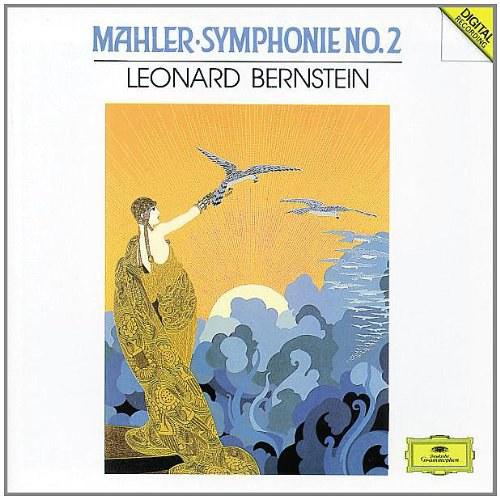 MAHLER·SYMPHONIE NO.2
LEONARD BERNSTEIN
DIGITAL
RECORDING
Deutsche
Grammophon